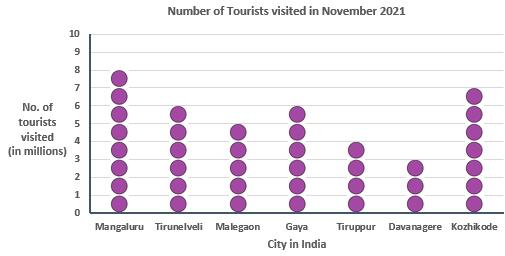 Number of Tourists visited in November 2021
10
9
8
7
6
5
4
3
2
1
0
No. of
tourists
visited
(in millions)
Mangaluru Tirunelveli Malegaon Gaya Tiruppur Davanagere Kozhikode
City in India